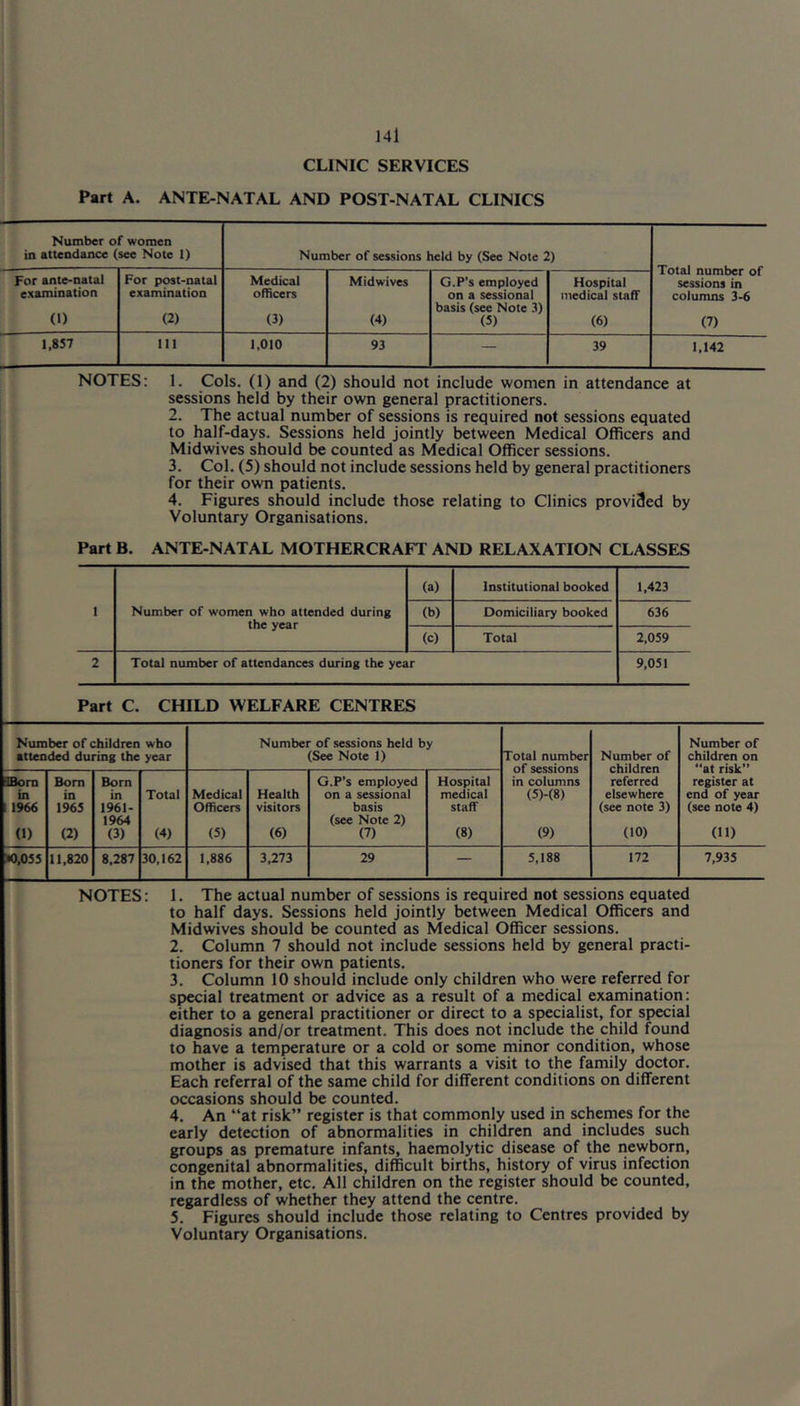 141
CLINIC SERVICES
Part A. ANTE-NATAL AND POST-NATAL CLINICS
Number of women in attendance (see Note 1) | Number of sessions held by (See Note 2) | Total number of sessions in columns 3-6 (7)
For ante-natal examination (1) | For post-natal examination (2) | Medical officers (3) | Midwives (4) | G.P's employed on a sessional basis (see Note 3) (5) | Hospital medical staff (6)
1,857 | 111 | 1,010 | 93 | — | 39 | 1,142
NOTES: 1. Cols. (1) and (2) should not include women in attendance at
sessions held by their own general practitioners.
2. The actual number of sessions is required not sessions equated
to half-days. Sessions held jointly between Medical Officers and
Midwives should be counted as Medical Officer sessions.
3. Col. (5) should not include sessions held by general practitioners
for their own patients.
4. Figures should include those relating to Clinics provided by
Voluntary Organisations.
Part B. ANTE-NATAL MOTHERCRAFT AND RELAXATION CLASSES
1 | Number of women who attended during the year | (a) | Institutional booked | 1,423
(b) | Domiciliary booked | 636
(c) | Total | 2,059
2 | Total number of attendances during the year | 9,051
Part C. CHILD WELFARE CENTRES
Number of children who attended during the year | Number of sessions held by (See Note 1) | Total number of sessions in columns (5)-(8) (9) | Number of children referred elsewhere (see note 3) (10) | Number of children on "at risk" register at end of year (see note 4) (11)
Born in 1966 (1) | Born in 1965 (2) | Born in 1961-1964 (3) | Total (4) | Medical Officers (5) | Health visitors (6) | G.P's employed on a sessional basis (see Note 2) (7) | Hospital medical staff (8)
0,055 | 11,820 | 8,287 | 30,162 | 1,886 | 3,273 | 29 | — | 5,188 | 172 | 7,935
NOTES: 1. The actual number of sessions is required not sessions equated
to half days. Sessions held jointly between Medical Officers and
Midwives should be counted as Medical Officer sessions.
2. Column 7 should not include sessions held by general practi-
tioners for their own patients.
3. Column 10 should include only children who were referred for
special treatment or advice as a result of a medical examination:
either to a general practitioner or direct to a specialist, for special
diagnosis and/or treatment. This does not include the child found
to have a temperature or a cold or some minor condition, whose
mother is advised that this warrants a visit to the family doctor.
Each referral of the same child for different conditions on different
occasions should be counted.
4. An "at risk" register is that commonly used in schemes for the
early detection of abnormalities in children and includes such
groups as premature infants, haemolytic disease of the newborn,
congenital abnormalities, difficult births, history of virus infection
in the mother, etc. All children on the register should be counted,
regardless of whether they attend the centre.
5. Figures should include those relating to Centres provided by
Voluntary Organisations.